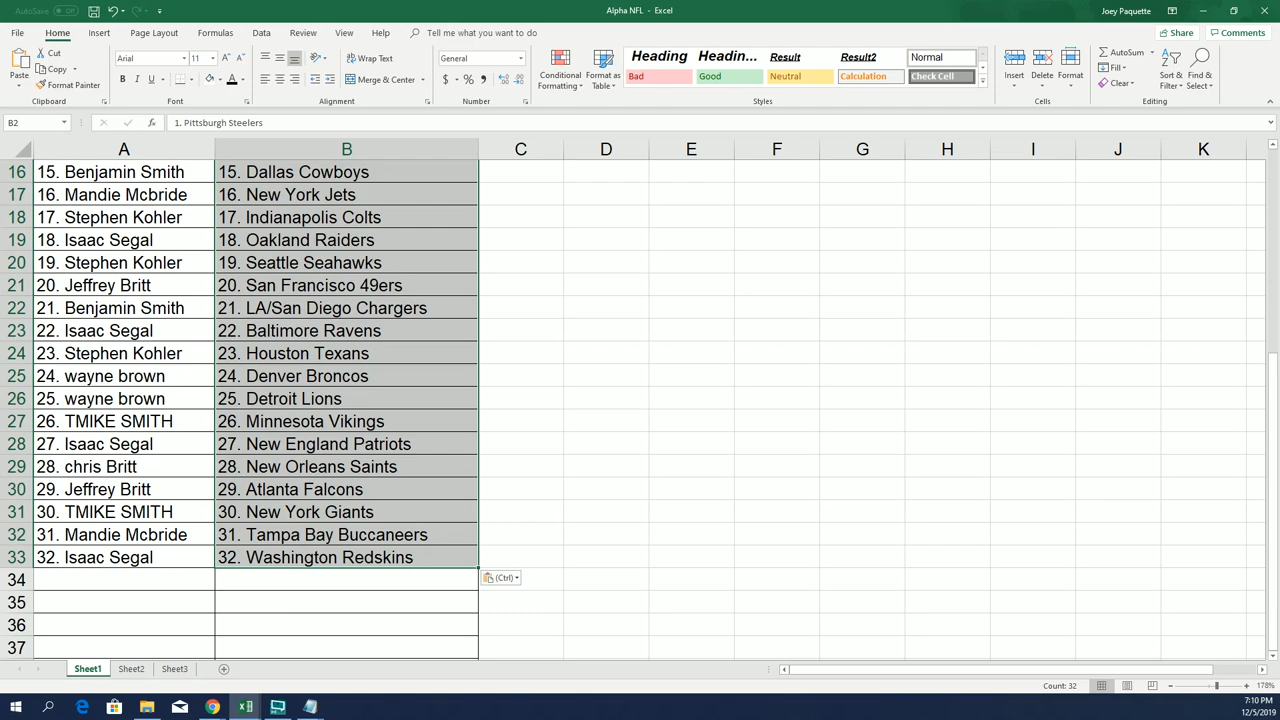 AutoSave Off
Alpha NFL - Excel
Joey Paquette
File Home Insert Page Layout Formulas Data Review View Help Tell me what you want to do
Share Comments
Paste
Cut
Copy
Format Painter
Clipboard
Arial 11
B I U
Font
Wrap Text
Merge & Center
Alignment
General
$ % ,
Number
Conditional Formatting
Format as Table
Heading Headin... Result Result2 Normal
Bad Good Neutral Calculation Check Cell
Styles
Insert Delete Format
Cells
AutoSum
Fill
Clear
Sort & Filter
Find & Select
Editing
B2 fx 1. Pittsburgh Steelers
A B C D E F G H I J K
16 15. Benjamin Smith 15. Dallas Cowboys
17 16. Mandie Mcbride 16. New York Jets
18 17. Stephen Kohler 17. Indianapolis Colts
19 18. Isaac Segal 18. Oakland Raiders
20 19. Stephen Kohler 19. Seattle Seahawks
21 20. Jeffrey Britt 20. San Francisco 49ers
22 21. Benjamin Smith 21. LA/San Diego Chargers
23 22. Isaac Segal 22. Baltimore Ravens
24 23. Stephen Kohler 23. Houston Texans
25 24. wayne brown 24. Denver Broncos
26 25. wayne brown 25. Detroit Lions
27 26. TMIKE SMITH 26. Minnesota Vikings
28 27. Isaac Segal 27. New England Patriots
29 28. chris Britt 28. New Orleans Saints
30 29. Jeffrey Britt 29. Atlanta Falcons
31 30. TMIKE SMITH 30. New York Giants
32 31. Mandie Mcbride 31. Tampa Bay Buccaneers
33 32. Isaac Segal 32. Washington Redskins
34 (Ctrl)
35
36
37
Sheet1 Sheet2 Sheet3
Count: 32 178%
7:10 PM
12/5/2019